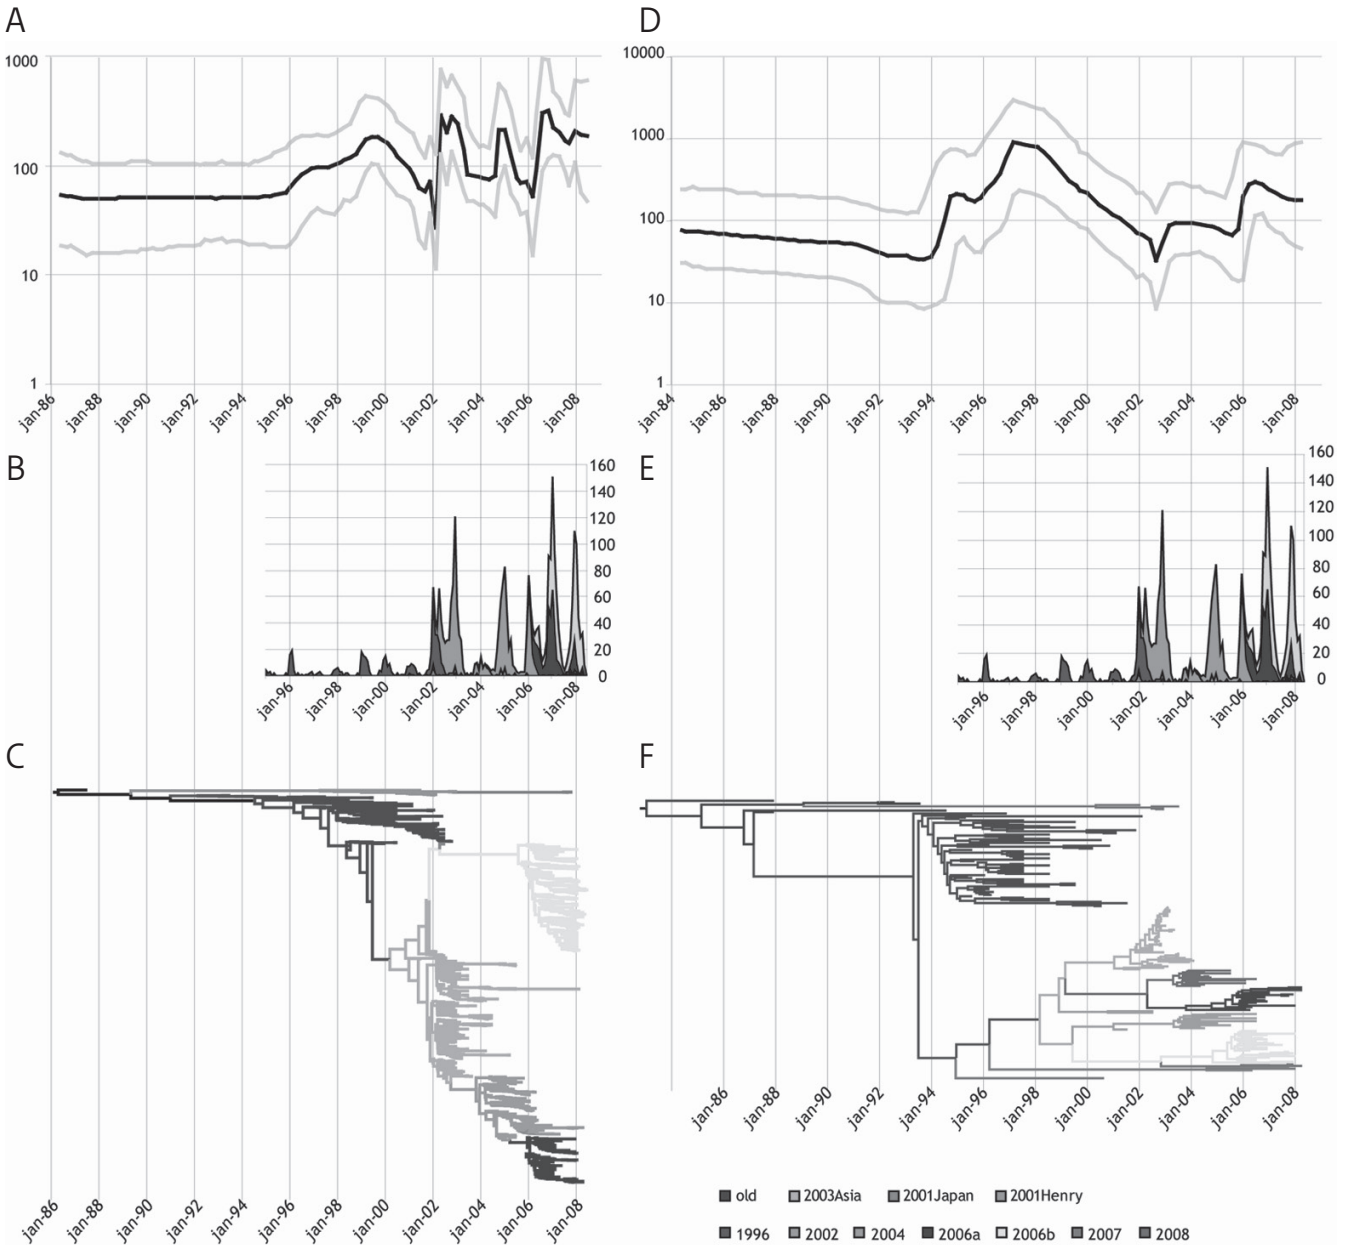 A
1000
100
10
1
jan-86
jan-88
jan-90
jan-92
jan-94
jan-96
jan-98
jan-00
jan-02
jan-04
jan-06
jan-08
D
10000
1000
100
10
1
jan-84
jan-86
jan-88
jan-90
jan-92
jan-94
jan-96
jan-98
jan-00
jan-02
jan-04
jan-06
jan-08
B
160
140
120
100
80
60
40
20
0
jan-96
jan-98
jan-00
jan-02
jan-04
jan-06
jan-08
E
160
140
120
100
80
60
40
20
0
jan-96
jan-98
jan-00
jan-02
jan-04
jan-06
jan-08
C
jan-86
jan-88
jan-90
jan-92
jan-94
jan-96
jan-98
jan-00
jan-02
jan-04
jan-06
jan-08
F
jan-86
jan-88
jan-90
jan-92
jan-94
jan-96
jan-98
jan-00
jan-02
jan-04
jan-06
jan-08
old 2003Asia 2001Japan 2001Henry
1996 2002 2004 2006a 2006b 2007 2008